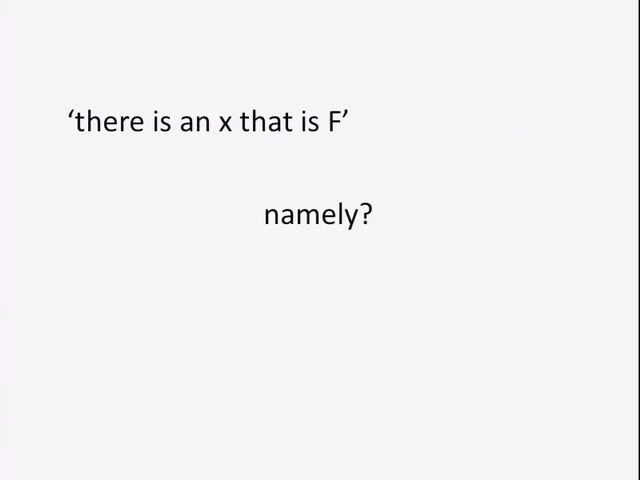 ‘there is an x that is F’
namely?